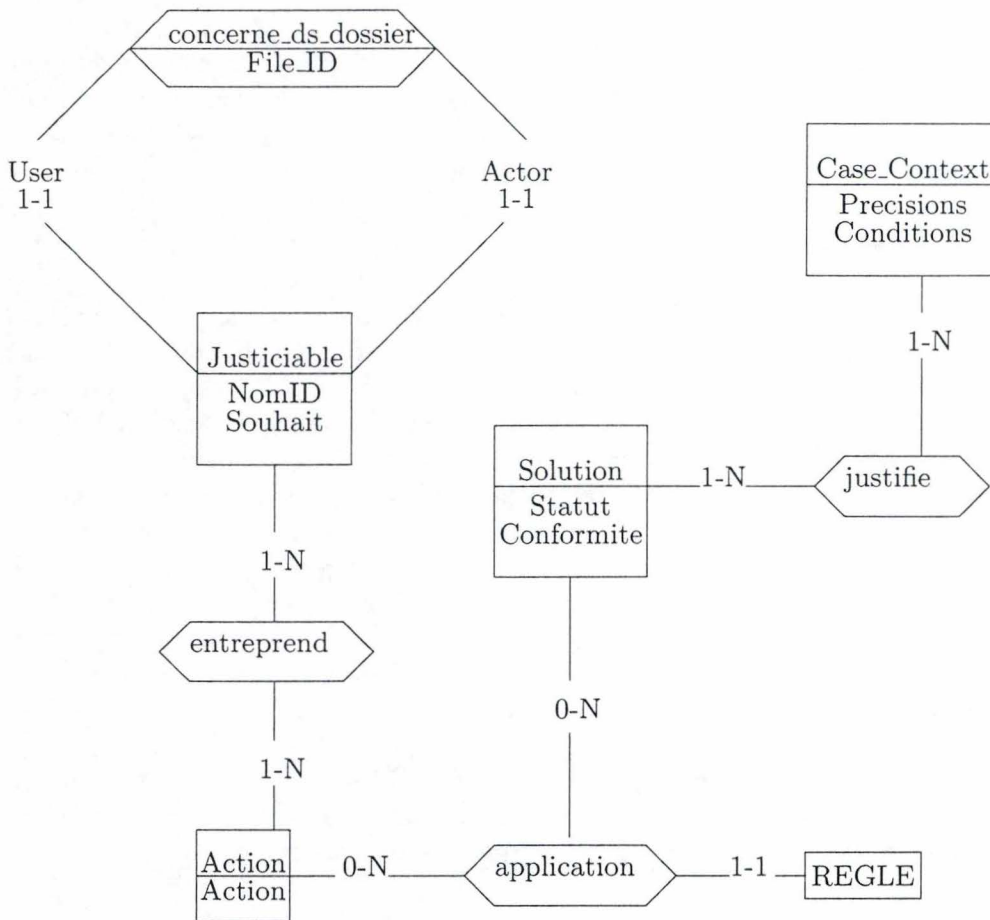 concerne_ds_dossier
File_ID
User
1-1
Actor
1-1
Case_Context
Precisions
Conditions
1-N
Justiciable
NomID
Souhait
Solution
Statut
Conformite
1-N
justifie
1-N
entreprend
0-N
1-N
Action
Action
0-N
application
1-1
REGLE